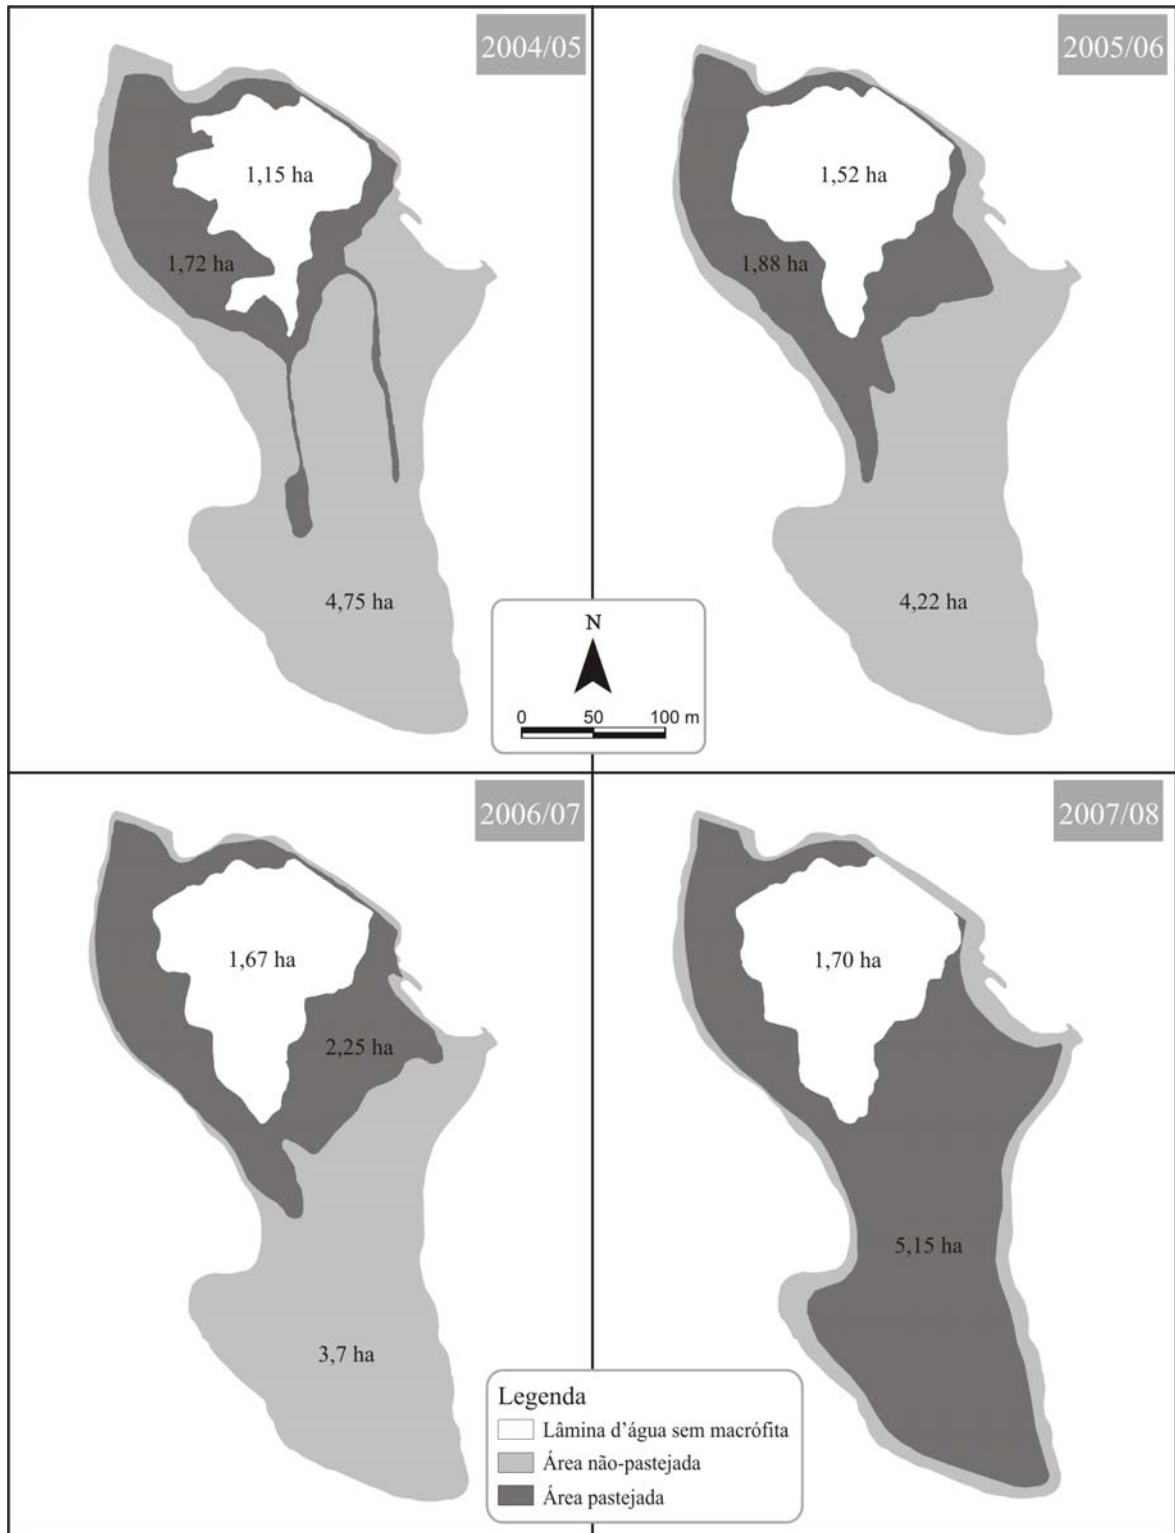 2004/05
1,15 ha
1,72 ha
4,75 ha
2005/06
1,52 ha
1,88 ha
4,22 ha
N
0 50 100 m
2006/07
1,67 ha
2,25 ha
3,7 ha
2007/08
1,70 ha
5,15 ha
Legenda
Lâmina d'água sem macrófita
Área não-pastejada
Área pastejada